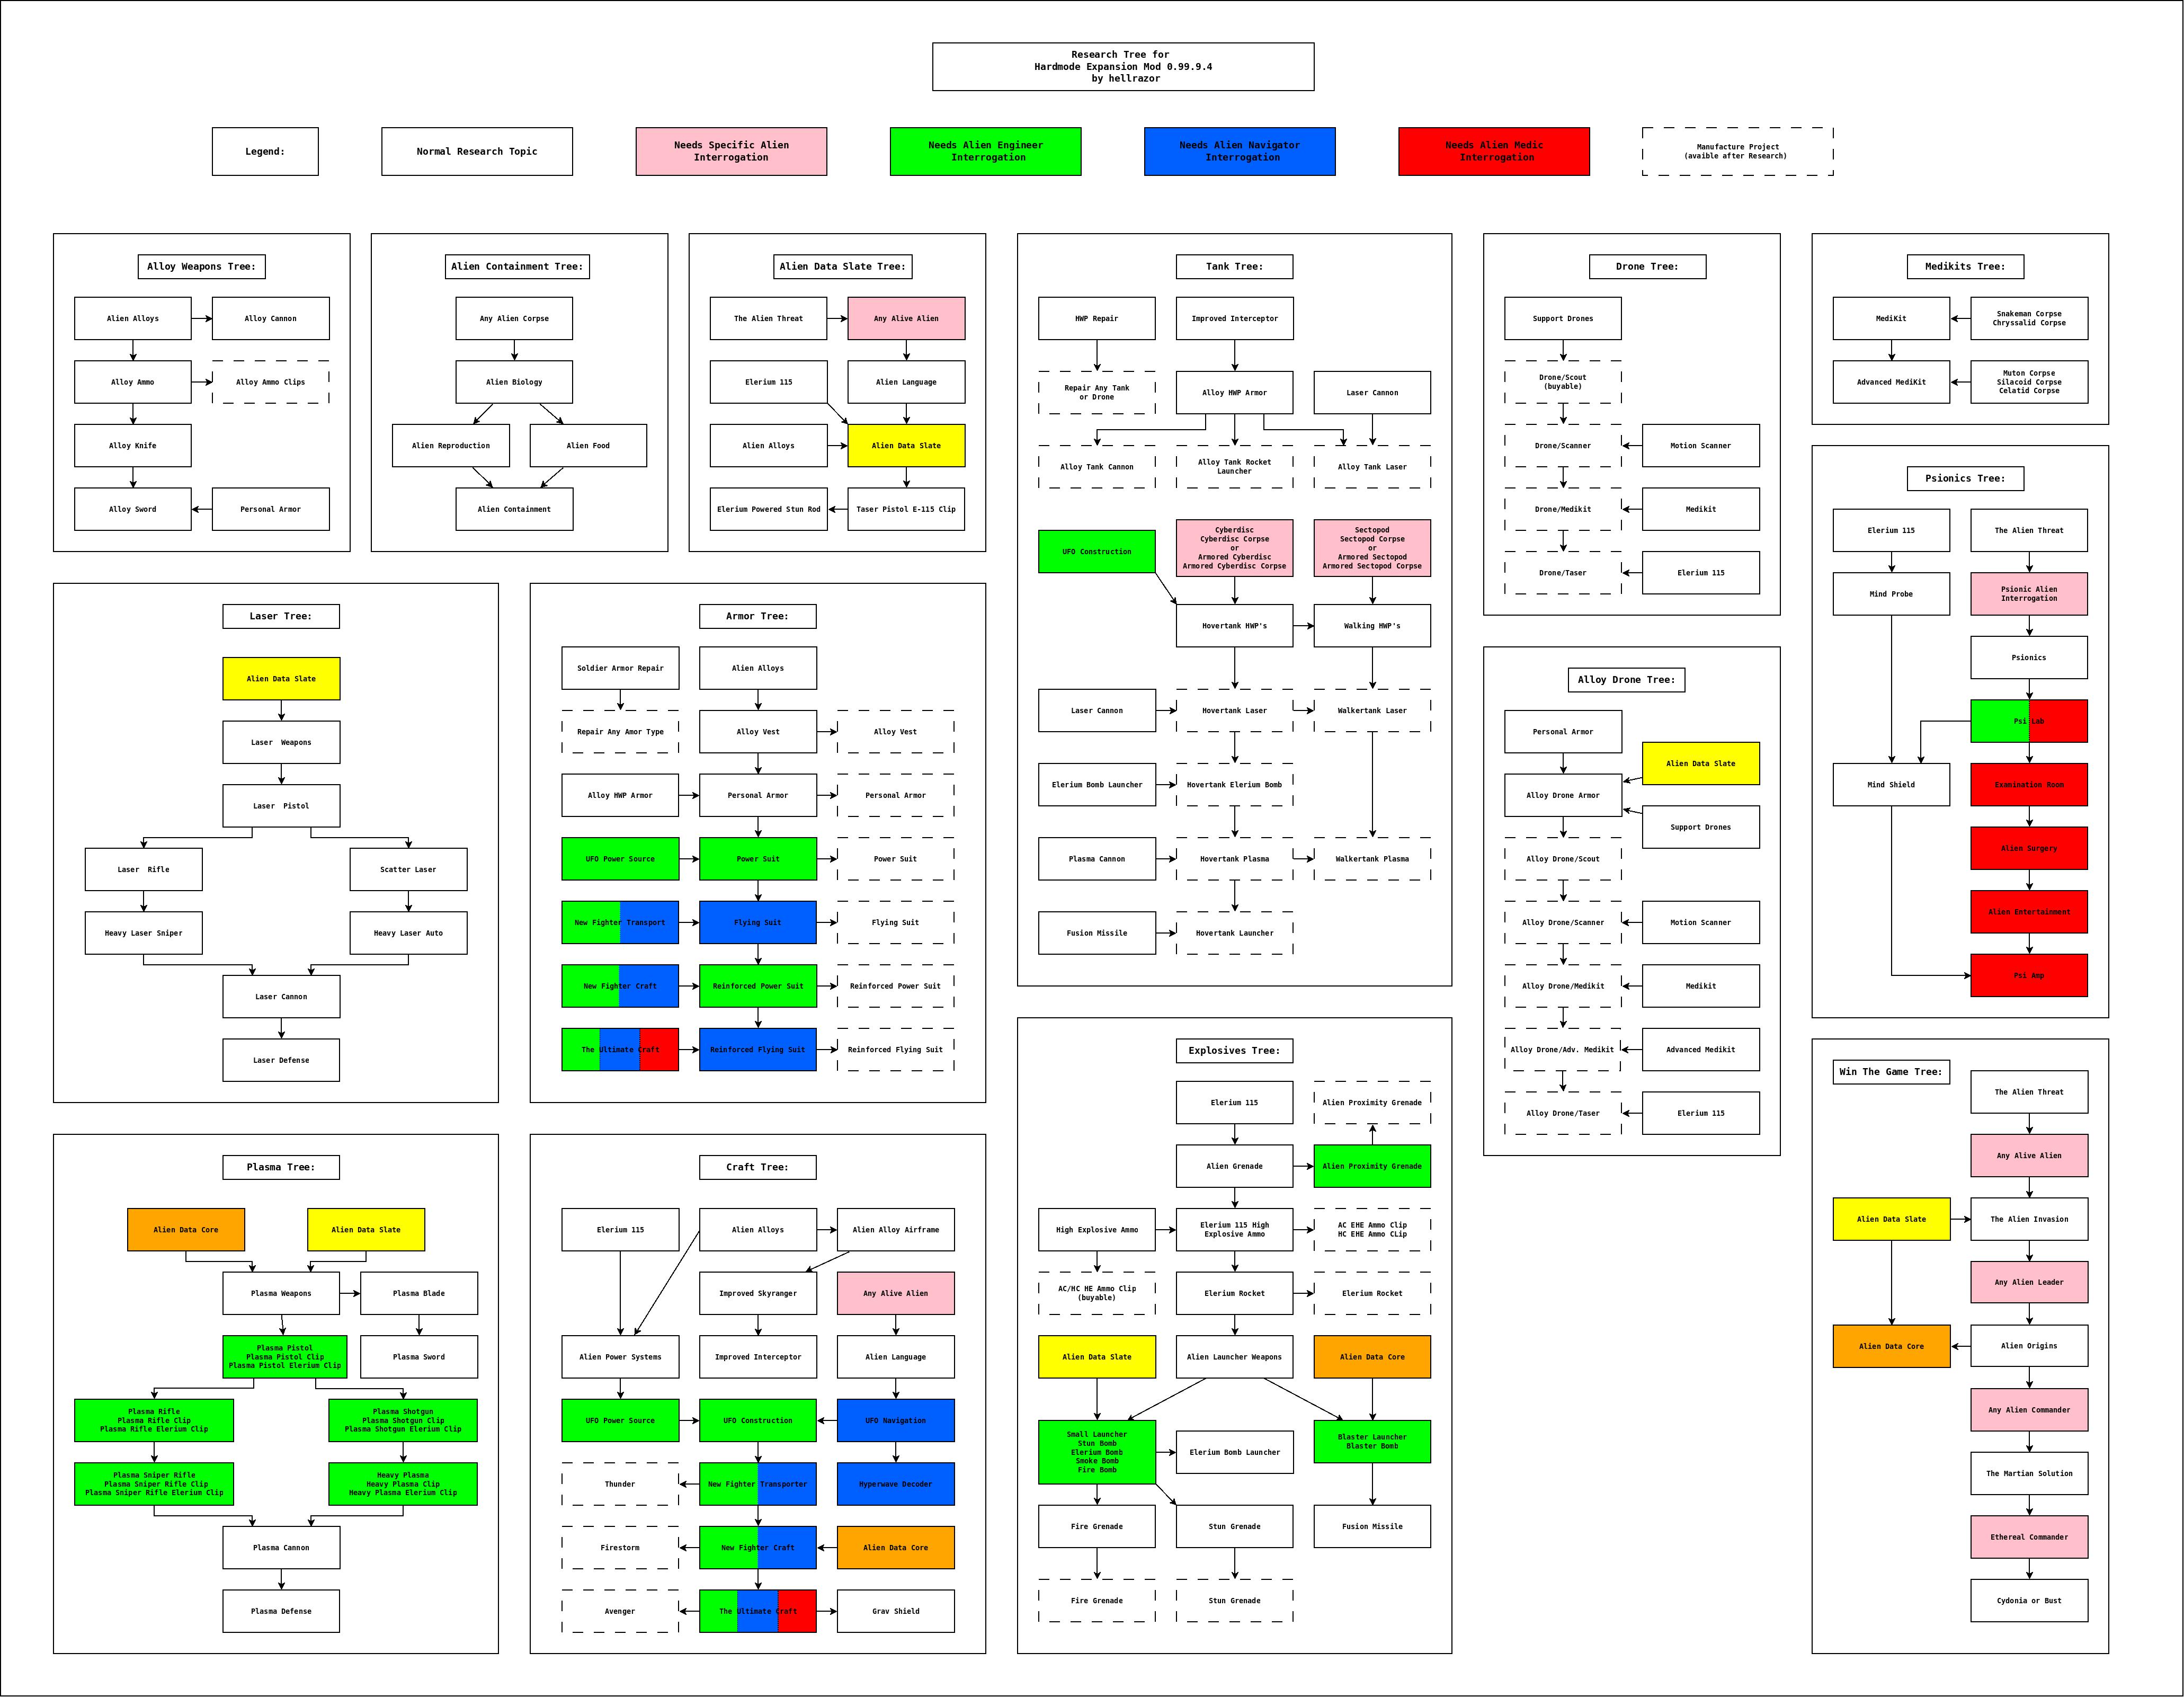 Research Tree for
Hardmode Expansion Mod 0.99.9.4
by hellrazor
Legend:
Normal Research Topic
Needs Specific Alien
Interrogation
Needs Alien Engineer
Interrogation
Needs Alien Navigator
Interrogation
Needs Alien Medic
Interrogation
Manufacture Project
(avaible after Research)
Alloy Weapons Tree:
Alien Alloys
Alloy Cannon
Alloy Ammo
Alloy Ammo Clips
Alloy Knife
Alloy Sword
Personal Armor
Alien Containment Tree:
Any Alien Corpse
Alien Biology
Alien Reproduction
Alien Food
Alien Containment
Alien Data Slate Tree:
The Alien Threat
Any Alive Alien
Elerium 115
Alien Language
Alien Alloys
Alien Data Slate
Elerium Powered Stun Rod
Taser Pistol E-115 Clip
Tank Tree:
HWP Repair
Improved Interceptor
Repair Any Tank
or Drone
Alloy HWP Armor
Laser Cannon
Alloy Tank Cannon
Alloy Tank Rocket
Launcher
Alloy Tank Laser
UFO Construction
Cyberdisc
Cyberdisc Corpse
or
Armored Cyberdisc
Armored Cyberdisc Corpse
Sectopod
Sectopod Corpse
or
Armored Sectopod
Armored Sectopod Corpse
Hovertank HWP's
Walking HWP's
Laser Cannon
Hovertank Laser
Walkertank Laser
Elerium Bomb Launcher
Hovertank Elerium Bomb
Plasma Cannon
Hovertank Plasma
Walkertank Plasma
Fusion Missile
Hovertank Launcher
Drone Tree:
Support Drones
Drone/Scout
(buyable)
Drone/Scanner
Motion Scanner
Drone/Medikit
Medikit
Drone/Taser
Elerium 115
Medikits Tree:
MediKit
Snakeman Corpse
Chryssalid Corpse
Advanced MediKit
Muton Corpse
Silacoid Corpse
Celatid Corpse
Psionics Tree:
Elerium 115
The Alien Threat
Mind Probe
Psionic Alien
Interrogation
Psionics
Psi Lab
Mind Shield
Examination Room
Alien Surgery
Alien Entertainment
Psi Amp
Laser Tree:
Alien Data Slate
Laser  Weapons
Laser  Pistol
Laser  Rifle
Scatter Laser
Heavy Laser Sniper
Heavy Laser Auto
Laser Cannon
Laser Defense
Armor Tree:
Soldier Armor Repair
Alien Alloys
Repair Any Amor Type
Alloy Vest
Alloy Vest
Alloy HWP Armor
Personal Armor
Personal Armor
UFO Power Source
Power Suit
Power Suit
New Fighter Transport
Flying Suit
Flying Suit
New Fighter Craft
Reinforced Power Suit
Reinforced Power Suit
The Ultimate Craft
Reinforced Flying Suit
Reinforced Flying Suit
Alloy Drone Tree:
Personal Armor
Alien Data Slate
Alloy Drone Armor
Support Drones
Alloy Drone/Scout
Alloy Drone/Scanner
Motion Scanner
Alloy Drone/Medikit
Medikit
Alloy Drone/Adv. Medikit
Advanced Medikit
Alloy Drone/Taser
Elerium 115
Plasma Tree:
Alien Data Core
Alien Data Slate
Plasma Weapons
Plasma Blade
Plasma Pistol
Plasma Pistol Clip
Plasma Pistol Elerium Clip
Plasma Sword
Plasma Rifle
Plasma Rifle Clip
Plasma Rifle Elerium Clip
Plasma Shotgun
Plasma Shotgun Clip
Plasma Shotgun Elerium Clip
Plasma Sniper Rifle
Plasma Sniper Rifle Clip
Plasma Sniper Rifle Elerium Clip
Heavy Plasma
Heavy Plasma Clip
Heavy Plasma Elerium Clip
Plasma Cannon
Plasma Defense
Craft Tree:
Elerium 115
Alien Alloys
Alien Alloy Airframe
Improved Skyranger
Any Alive Alien
Alien Power Systems
Improved Interceptor
Alien Language
UFO Power Source
UFO Construction
UFO Navigation
Thunder
New Fighter Transporter
Hyperwave Decoder
Firestorm
New Fighter Craft
Alien Data Core
Avenger
The Ultimate Craft
Grav Shield
Explosives Tree:
Elerium 115
Alien Proximity Grenade
Alien Grenade
Alien Proximity Grenade
High Explosive Ammo
Elerium 115 High
Explosive Ammo
AC EHE Ammo Clip
HC EHE Ammo CLip
AC/HC HE Ammo Clip
(buyable)
Elerium Rocket
Elerium Rocket
Alien Data Slate
Alien Launcher Weapons
Alien Data Core
Small Launcher
Stun Bomb
Elerium Bomb
Smoke Bomb
Fire Bomb
Elerium Bomb Launcher
Blaster Launcher
Blaster Bomb
Fire Grenade
Stun Grenade
Fusion Missile
Fire Grenade
Stun Grenade
Win The Game Tree:
The Alien Threat
Any Alive Alien
Alien Data Slate
The Alien Invasion
Any Alien Leader
Alien Data Core
Alien Origins
Any Alien Commander
The Martian Solution
Ethereal Commander
Cydonia or Bust